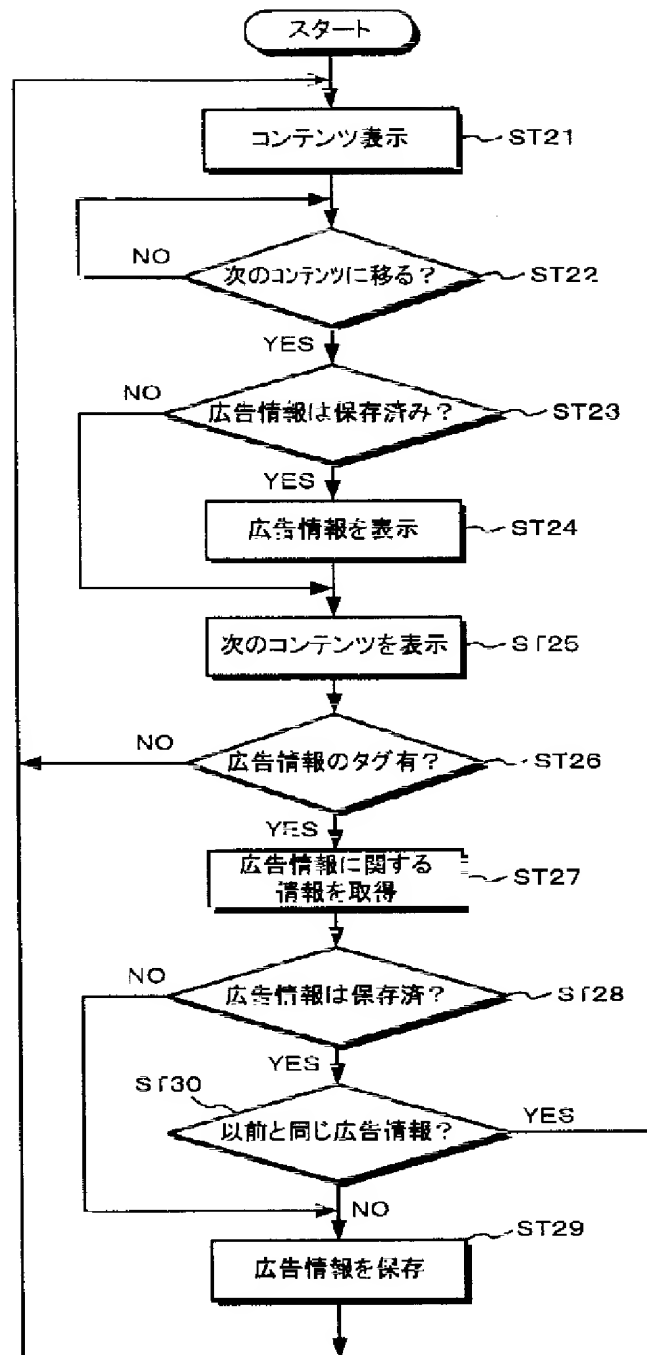 スタート
コンテンツ表示
ST21
次のコンテンツに移る？
ST22
NO
YES
広告情報は保存済み？
ST23
NO
YES
広告情報を表示
ST24
次のコンテンツを表示
ST25
広告情報のタグ有？
ST26
NO
YES
広告情報に関する
情報を取得
ST27
広告情報は保存済？
ST28
NO
YES
ST30
以前と同じ広告情報？
YES
NO
ST29
広告情報を保存